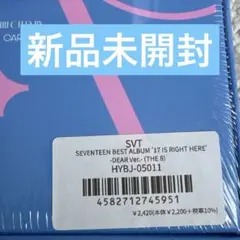 CAR
新品未開封
SVT
SEVENTEEN BEST ALBUM '17 IS RIGHT HERE'
-DEAR Ver.- (THE 8)
HYBJ-05011
4582712745951
￥2,420(本体￥2,200+税率10%)